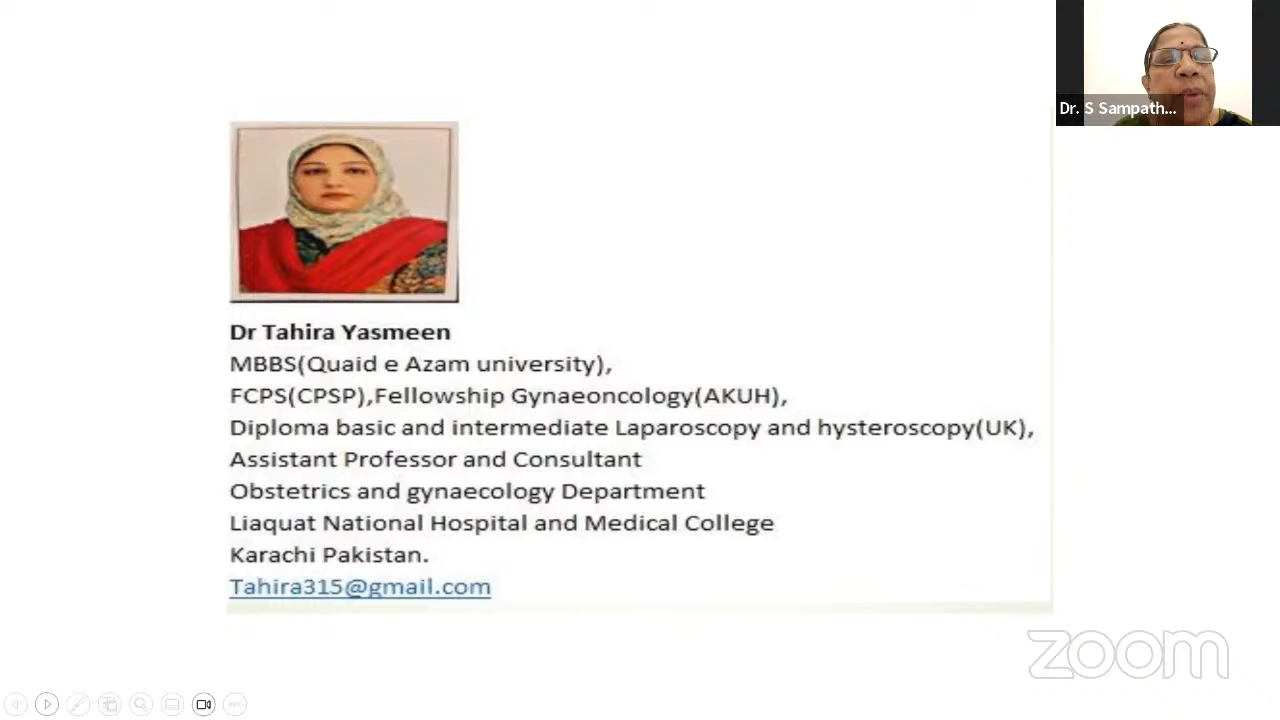 Dr. S Sampath...
Dr Tahira Yasmeen
MBBS(Quaid e Azam university),
FCPS(CPSP),Fellowship Gynaeoncology(AKUH),
Diploma basic and intermediate Laparoscopy and hysteroscopy(UK),
Assistant Professor and Consultant
Obstetrics and gynaecology Department
Liaquat National Hospital and Medical College
Karachi Pakistan.
Tahira315@gmail.com
zoom